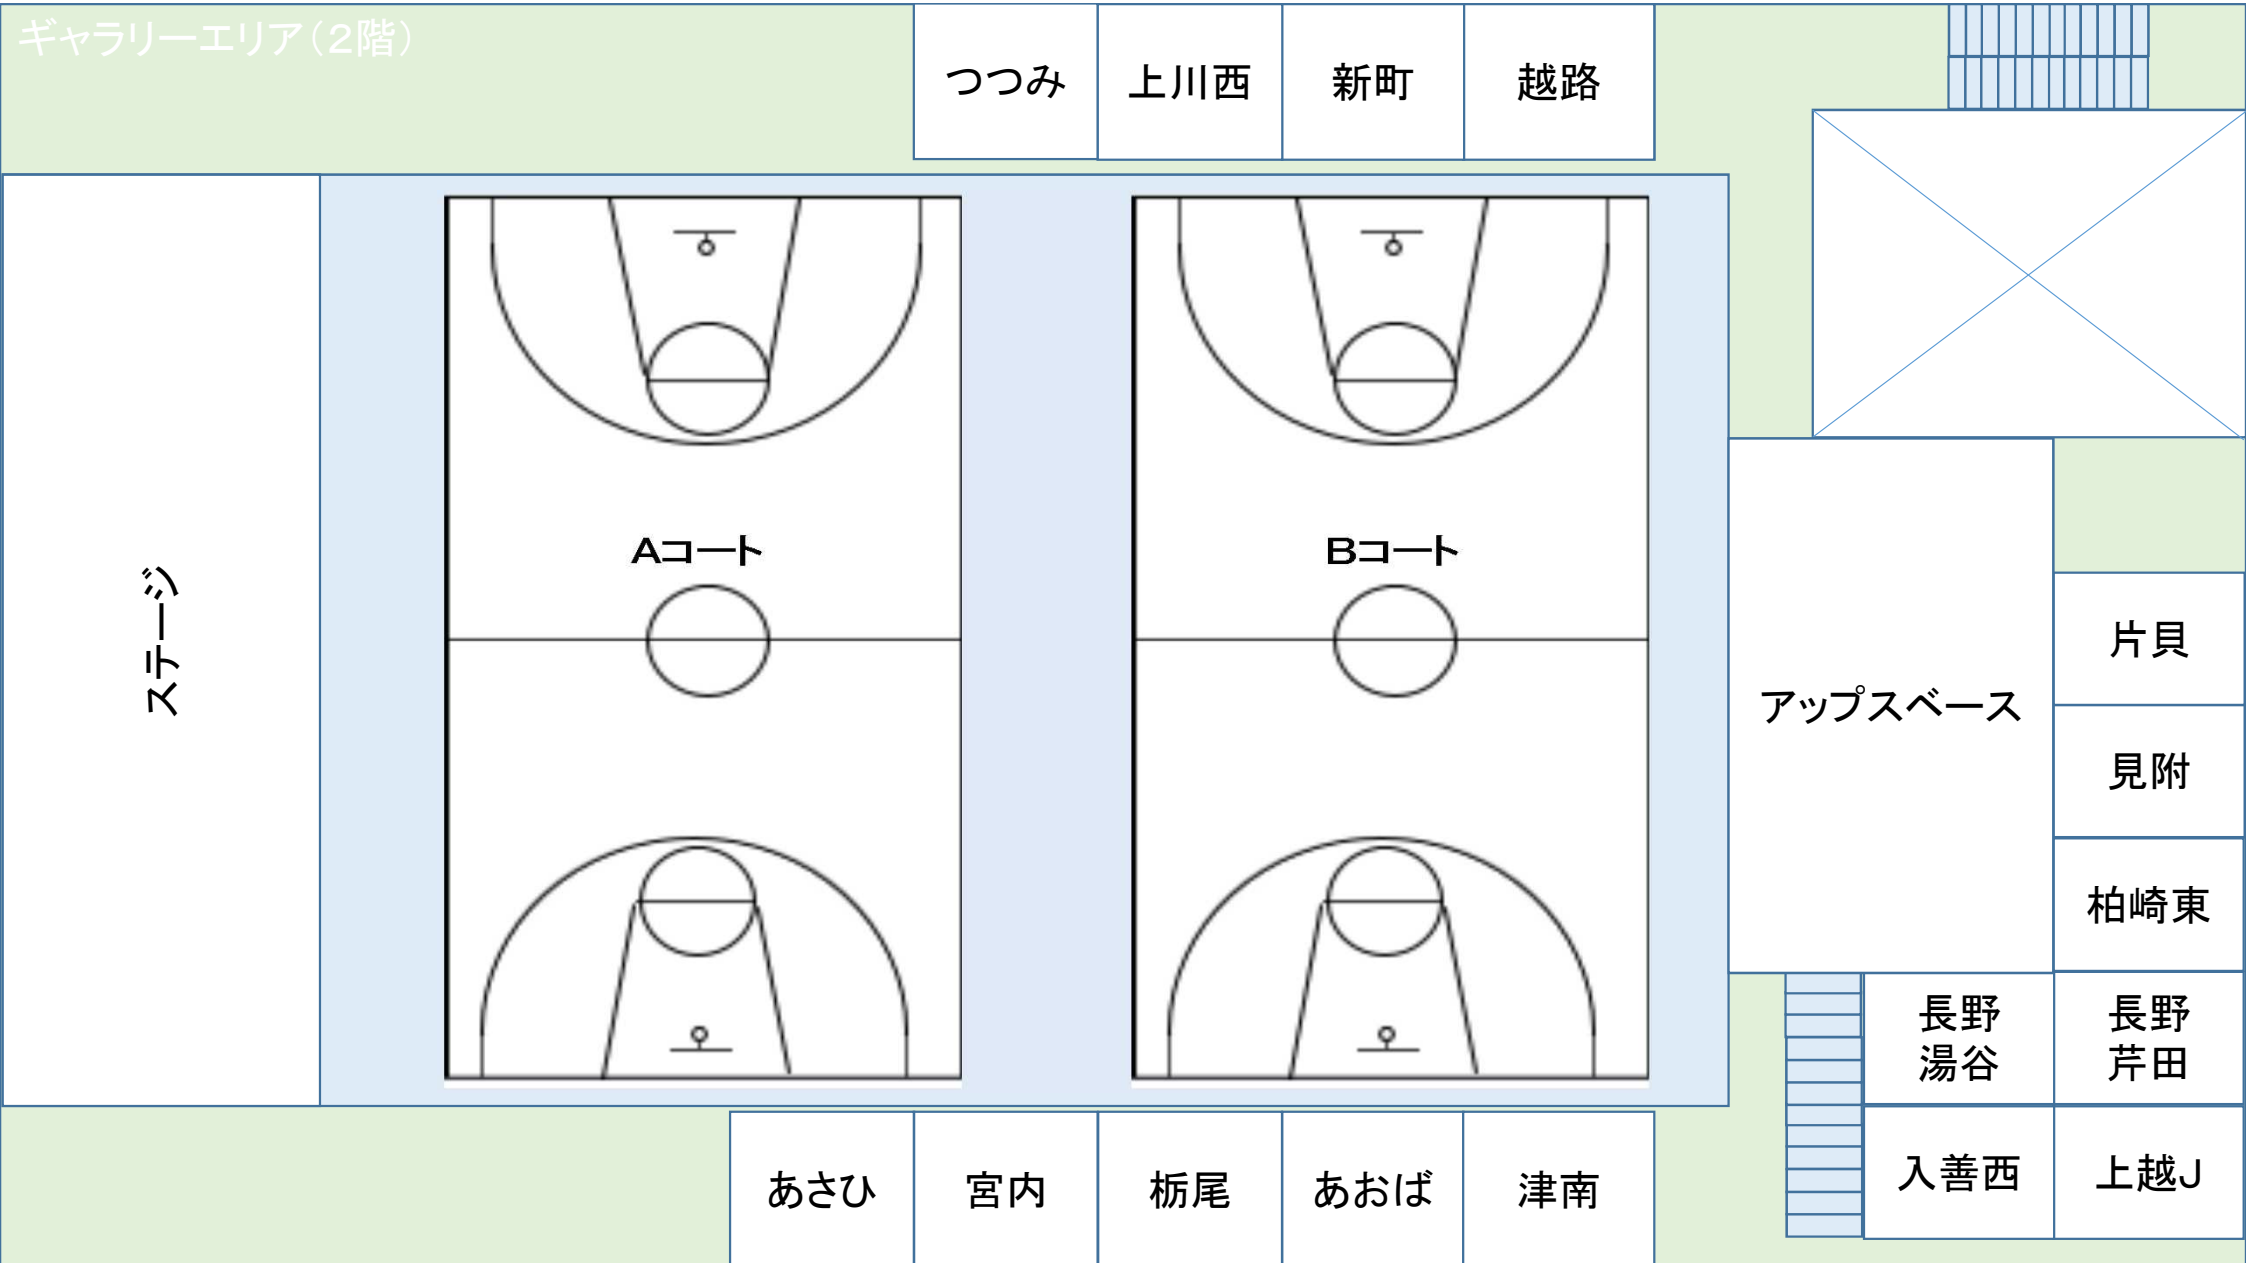 ギャラリーエリア（２階）
つつみ
上川西
新町
越路
ステージ
Aコート
Bコート
アップスベース
片貝
見附
柏崎東
長野
湯谷
長野
芹田
入善西
上越J
あさひ
宮内
栃尾
あおば
津南